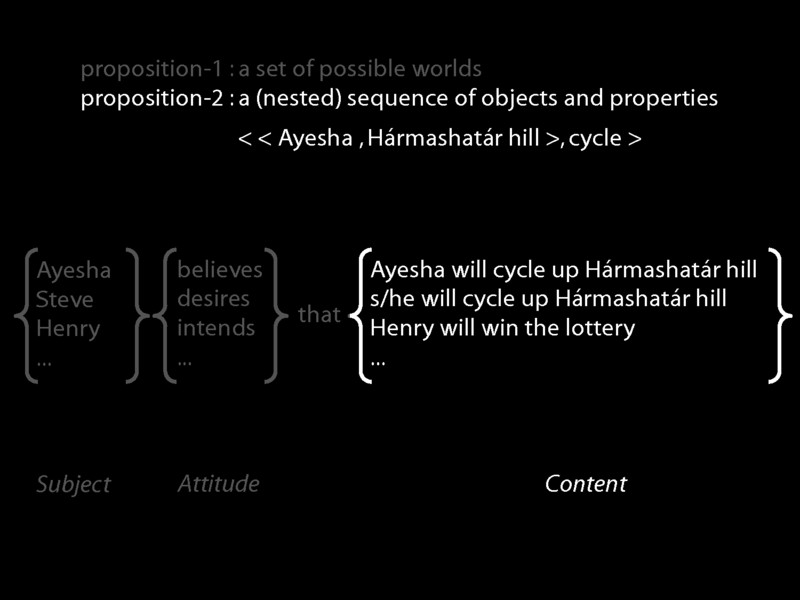 proposition-1 : a set of possible worlds
proposition-2 : a (nested) sequence of objects and properties
< < Ayesha , Hármashatár hill >, cycle >
Ayesha
Steve
Henry
...
believes
desires
intends
...
that
Ayesha will cycle up Hármashatár hill
s/he will cycle up Hármashatár hill
Henry will win the lottery
...
Subject
Attitude
Content